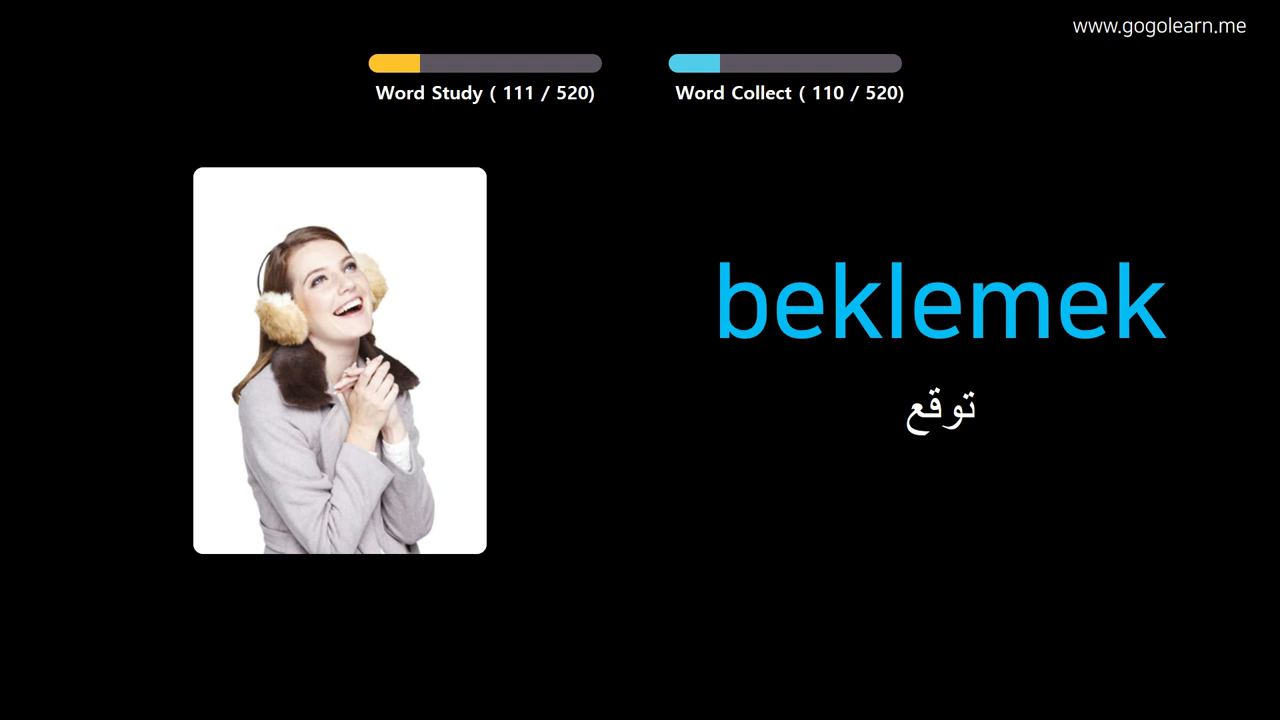 www.gogolearn.me
Word Study ( 111 / 520)
Word Collect ( 110 / 520)
beklemek
توقع